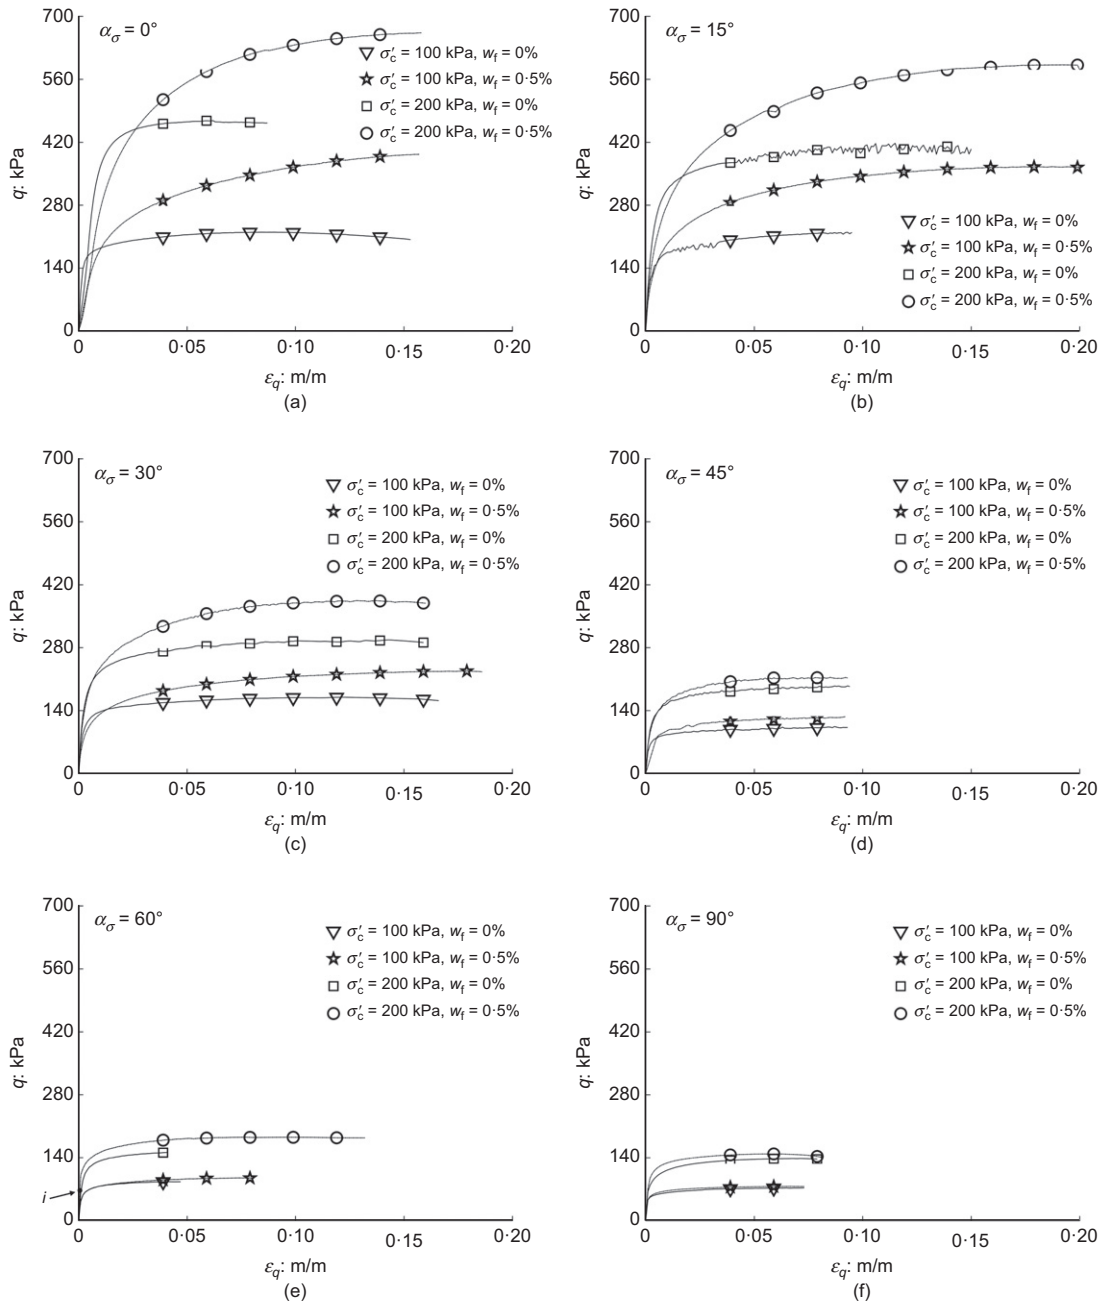 700
560
420
280
140
0
q: kPa
α_σ = 0°
σ′_c = 100 kPa, w_f = 0%
σ′_c = 100 kPa, w_f = 0·5%
σ′_c = 200 kPa, w_f = 0%
σ′_c = 200 kPa, w_f = 0·5%
0 0·05 0·10 0·15 0·20
ε_q: m/m
(a)
700
560
420
280
140
0
q: kPa
α_σ = 15°
σ′_c = 100 kPa, w_f = 0%
σ′_c = 100 kPa, w_f = 0·5%
σ′_c = 200 kPa, w_f = 0%
σ′_c = 200 kPa, w_f = 0·5%
0 0·05 0·10 0·15 0·20
ε_q: m/m
(b)
700
560
420
280
140
0
q: kPa
α_σ = 30°
σ′_c = 100 kPa, w_f = 0%
σ′_c = 100 kPa, w_f = 0·5%
σ′_c = 200 kPa, w_f = 0%
σ′_c = 200 kPa, w_f = 0·5%
0 0·05 0·10 0·15 0·20
ε_q: m/m
(c)
700
560
420
280
140
0
q: kPa
α_σ = 45°
σ′_c = 100 kPa, w_f = 0%
σ′_c = 100 kPa, w_f = 0·5%
σ′_c = 200 kPa, w_f = 0%
σ′_c = 200 kPa, w_f = 0·5%
0 0·05 0·10 0·15 0·20
ε_q: m/m
(d)
700
560
420
280
140
0
q: kPa
α_σ = 60°
σ′_c = 100 kPa, w_f = 0%
σ′_c = 100 kPa, w_f = 0·5%
σ′_c = 200 kPa, w_f = 0%
σ′_c = 200 kPa, w_f = 0·5%
i
0 0·05 0·10 0·15 0·20
ε_q: m/m
(e)
700
560
420
280
140
0
q: kPa
α_σ = 90°
σ′_c = 100 kPa, w_f = 0%
σ′_c = 100 kPa, w_f = 0·5%
σ′_c = 200 kPa, w_f = 0%
σ′_c = 200 kPa, w_f = 0·5%
0 0·05 0·10 0·15 0·20
ε_q: m/m
(f)